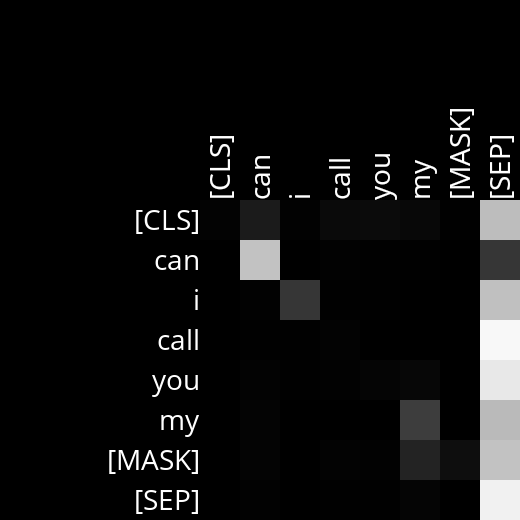 [CLS] can i call you my [MASK] [SEP]
[CLS]
can
i
call
you
my
[MASK]
[SEP]